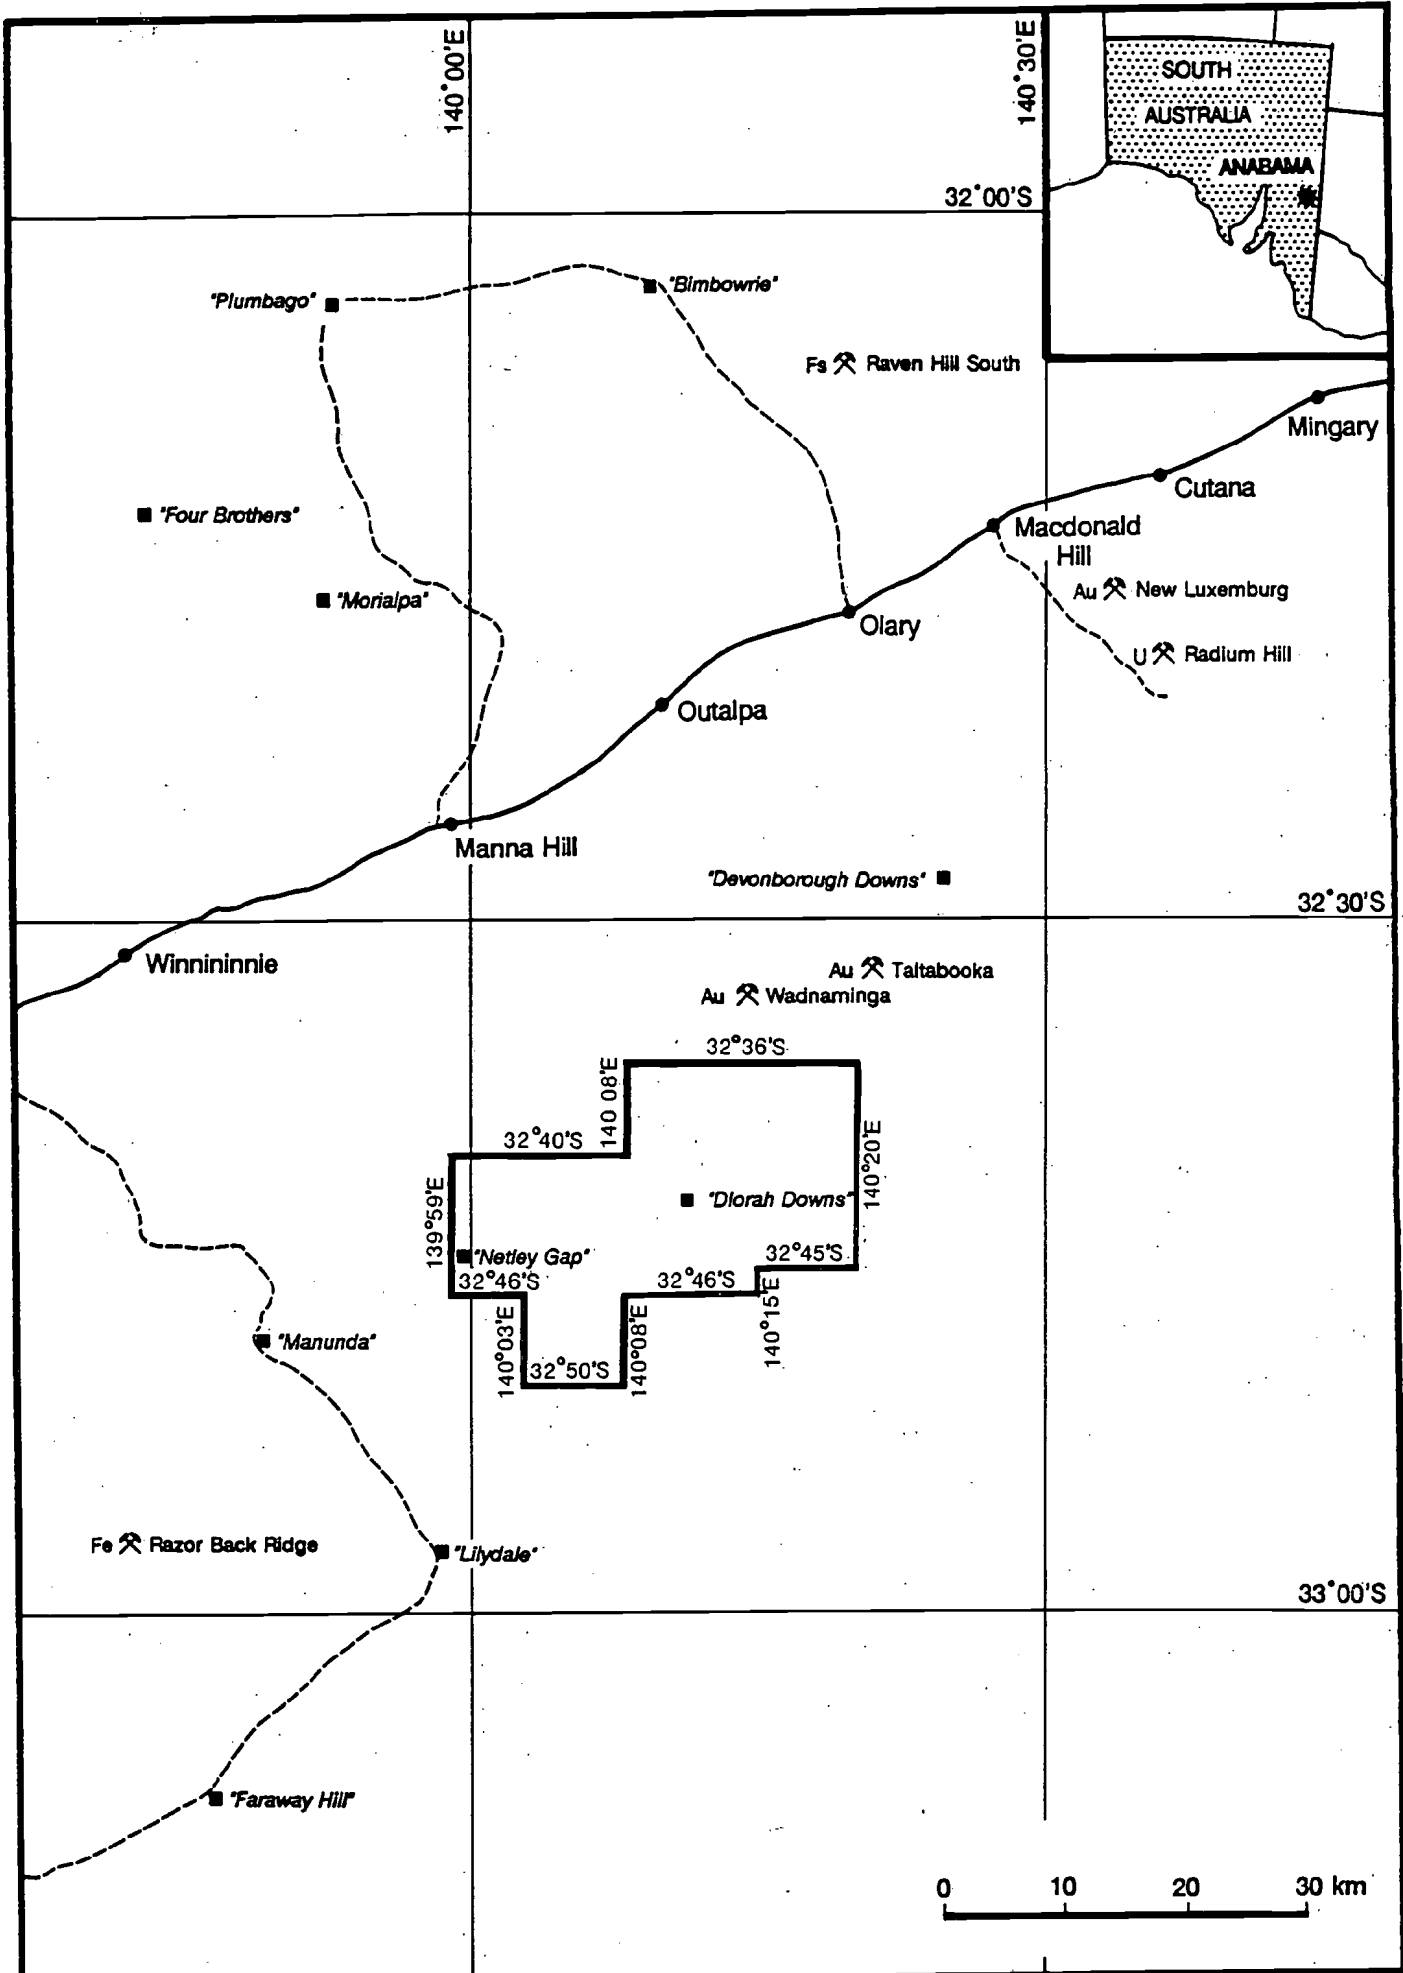 140°00'E
140°30'E
SOUTH
AUSTRALIA
ANABAMA
32°00'S
"Plumbago"
"Bimbowrie"
Fs Raven Hill South
Mingary
Cutana
"Four Brothers"
Macdonald
Hill
Au New Luxemburg
"Morialpa"
Olary
U Radium Hill
Outalpa
Manna Hill
"Devonborough Downs"
32°30'S
Winnininnie
Au Taltabooka
Au Wadnaminga
32°36'S
140 08'E
32°40'S
140°20'E
139°59'E
"Diorah Downs"
"Netley Gap"
32°45'S
32°46'S
32°46'S
140°15'E
140°03'E
140°08'E
"Manunda"
32°50'S
Fe Razor Back Ridge
"Lilydale"
33°00'S
"Faraway Hill"
0 10 20 30 km